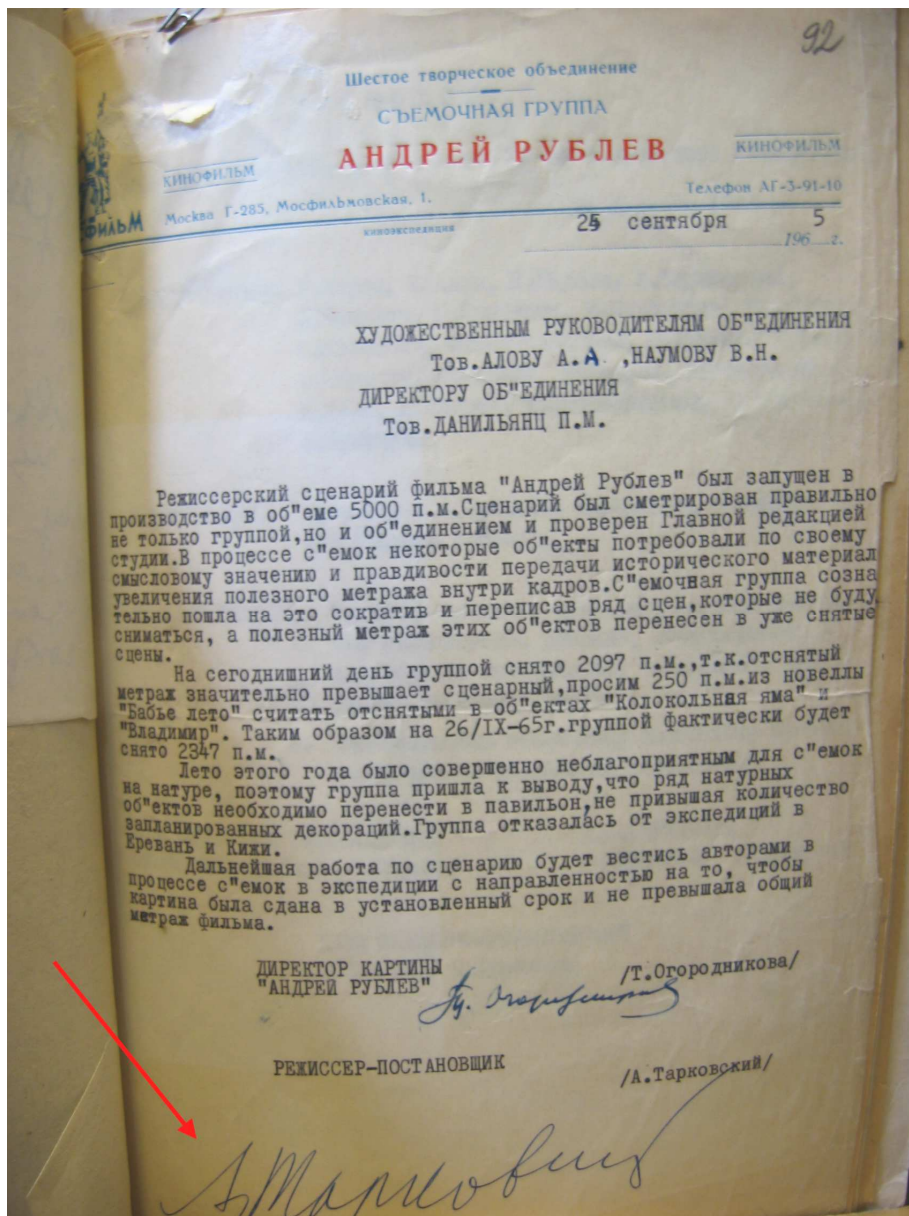 92
Шестое творческое объединение
СЪЕМОЧНАЯ ГРУППА
АНДРЕЙ РУБЛЕВ
КИНОФИЛЬМ
КИНОФИЛЬМ
Москва Г-285, Мосфильмовская, 1.
Телефон АГ-3-91-10
киноэкспедиция
25 сентября 5
196 г.
ХУДОЖЕСТВЕННЫМ РУКОВОДИТЕЛЯМ ОБ"ЕДИНЕНИЯ
Тов.АЛОВУ А.А ,НАУМОВУ В.Н.
ДИРЕКТОРУ ОБ"ЕДИНЕНИЯ
Тов.ДАНИЛЬЯНЦ П.М.
Режиссерский сценарий фильма "Андрей Рублев" был запущен в
производство в об"еме 5000 п.м.Сценарий был сметрирован правильно
не только группой,но и об"единением и проверен Главной редакцией
студии.В процессе с"емок некоторые об"екты потребовали по своему
смысловому значению и правдивости передачи исторического материал
увеличения полезного метража внутри кадров.С"емочная группа созна
тельно пошла на это сократив и переписав ряд сцен,которые не буду
сниматься, а полезный метраж этих об"ектов перенесен в уже снятые
сцены.
На сегоднишний день группой снято 2097 п.м.,т.к.отснятый
метраж значительно превышает сценарный,просим 250 п.м.из новеллы
"Бабье лето" считать отснятыми в об"ектах "Колокольная яма" и
"Владимир". Таким образом на 26/IX-65г.группой фактически будет
снято 2347 п.м.
Лето этого года было совершенно неблагоприятным для с"емок
на натуре, поэтому группа пришла к выводу,что ряд натурных
об"ектов необходимо перенести в павильон,не привышая количество
запланированных декораций.Группа отказалась от экспедиций в
Еревань и Кижи.
Дальнейшая работа по сценарию будет вестись авторами в
процессе с"емок в экспедиции с направленностью на то, чтобы
картина была сдана в установленный срок и не превышала общий
метраж фильма.
ДИРЕКТОР КАРТИНЫ
"АНДРЕЙ РУБЛЕВ" /Т.Огородникова/
РЕЖИССЕР-ПОСТАНОВЩИК /А.Тарковский/
А Тарковский